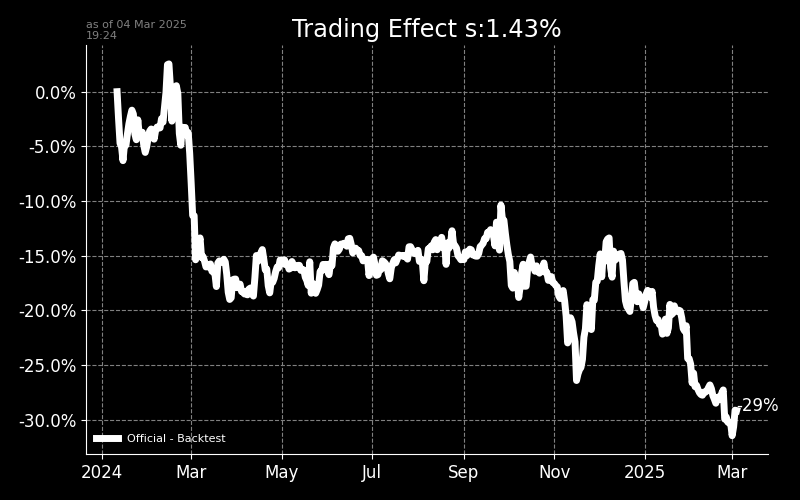 as of 04 Mar 2025
19:24
Trading Effect s:1.43%
0.0%
-5.0%
-10.0%
-15.0%
-20.0%
-25.0%
-30.0%
-29%
Official - Backtest
2024 Mar May Jul Sep Nov 2025 Mar